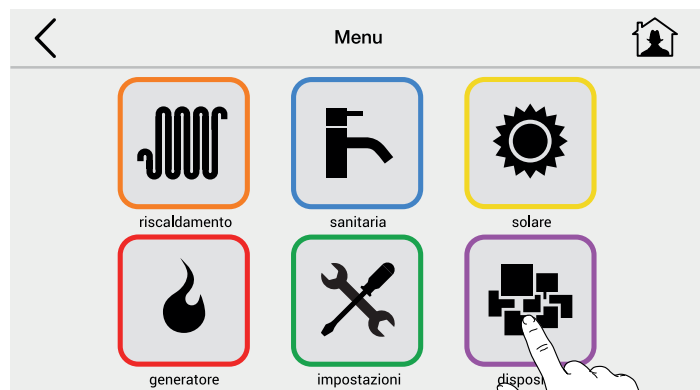 Menu
riscaldamento
sanitaria
solare
generatore
impostazioni